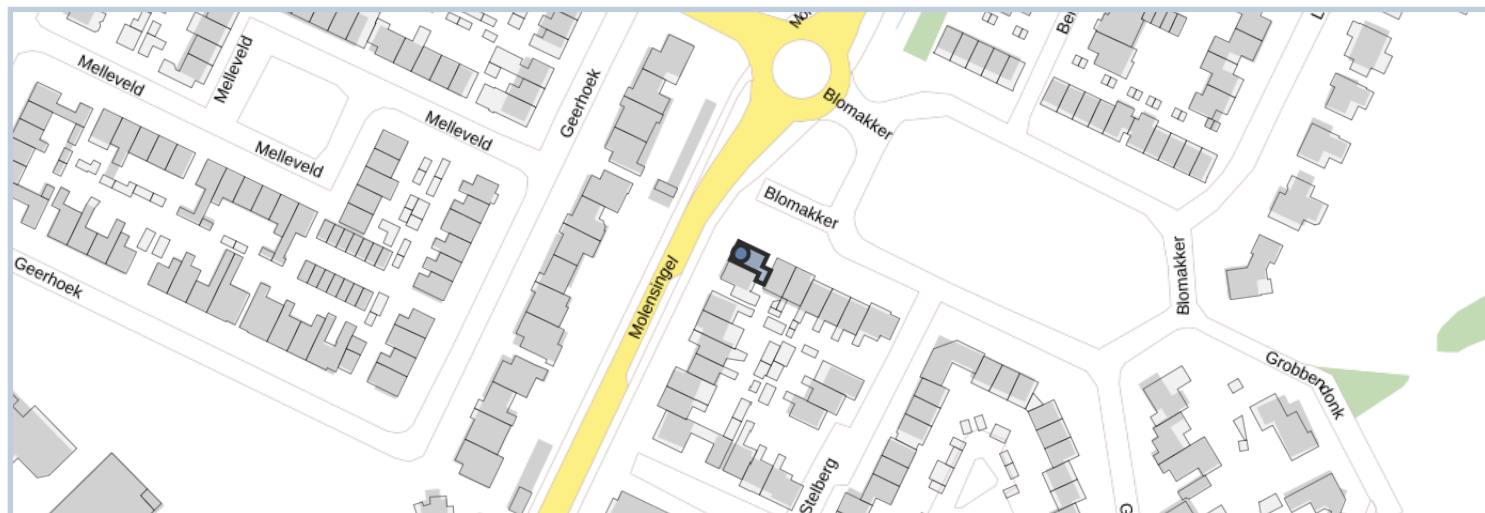 Melleveld
Melleveld
Geerhoek
Melleveld
Melleveld
Blomakker
Blomakker
Geerhoek
Molensingel
Blomakker
Grobbendonk
Stelberg